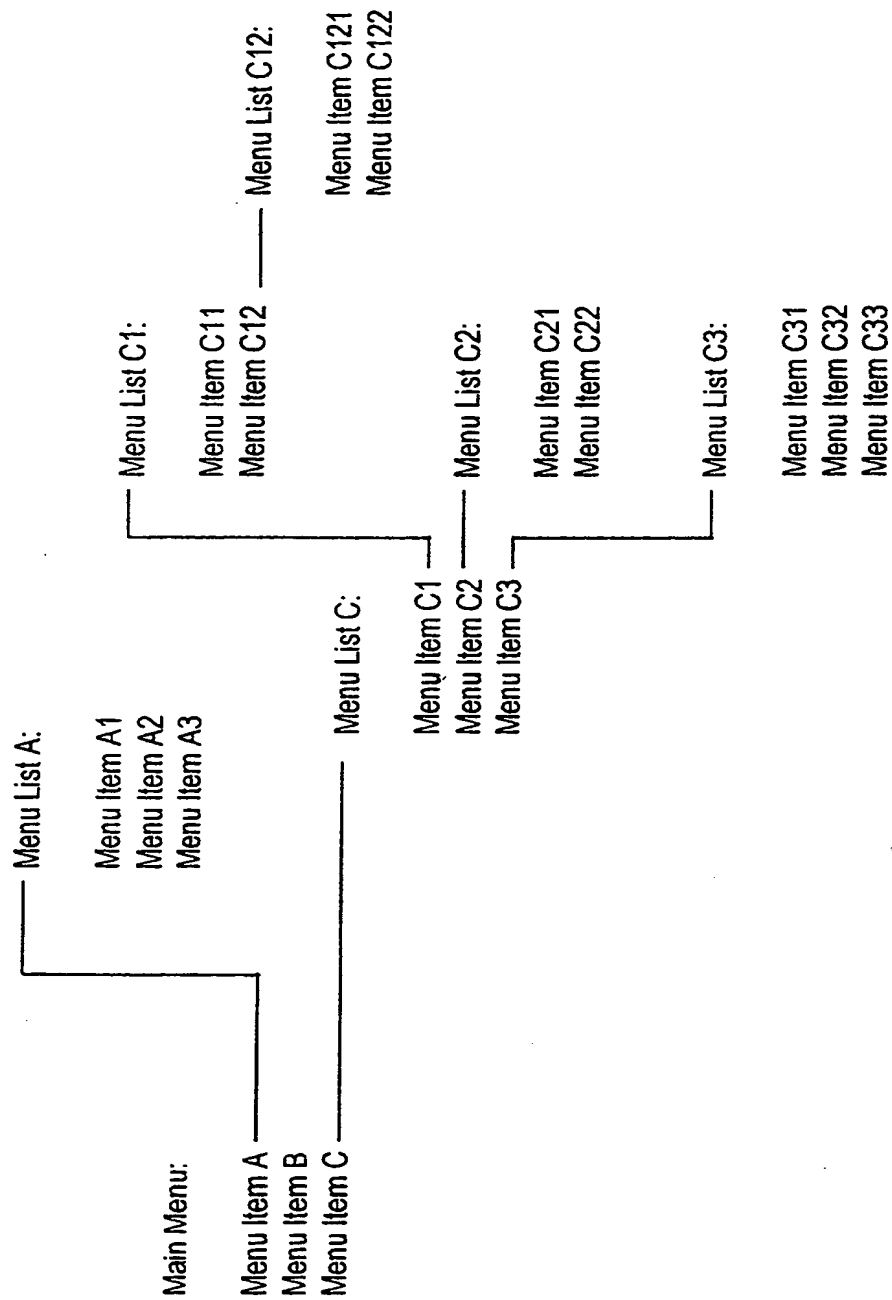 Main Menu:
Menu Item A
Menu Item B
Menu Item C
Menu List A:
Menu Item A1
Menu Item A2
Menu Item A3
Menu List C:
Menu Item C1
Menu Item C2
Menu Item C3
Menu List C1:
Menu Item C11
Menu Item C12
Menu List C2:
Menu Item C21
Menu Item C22
Menu List C3:
Menu Item C31
Menu Item C32
Menu Item C33
Menu List C12:
Menu Item C121
Menu Item C122